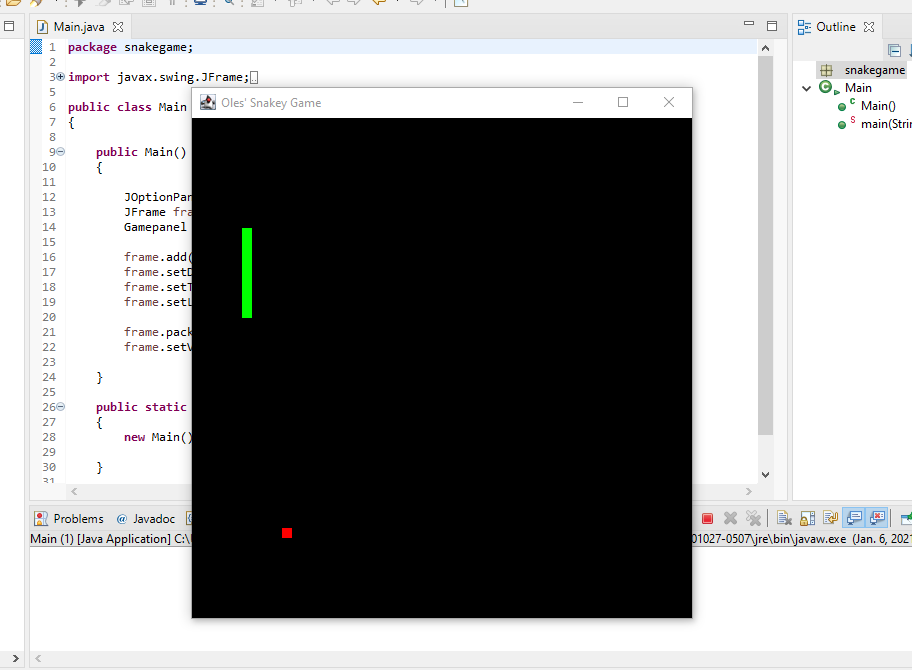 Main.java
Outline
1 package snakegame;
2
3 import javax.swing.JFrame;
5
6 public class Main
7 {
8
9 public Main()
10 {
11
12 JOptionPar
13 JFrame fra
14 Gamepanel
15
16 frame.add(
17 frame.setD
18 frame.setT
19 frame.setL
20
21 frame.pack
22 frame.setV
23
24 }
25
26 public static
27 {
28 new Main()
29
30 }
31
Oles' Snakey Game
snakegame
Main
Main()
main(Strin
Problems
@ Javadoc
Main (1) [Java Application] C:\
01027-0507\jre\bin\javaw.exe (Jan. 6, 2021